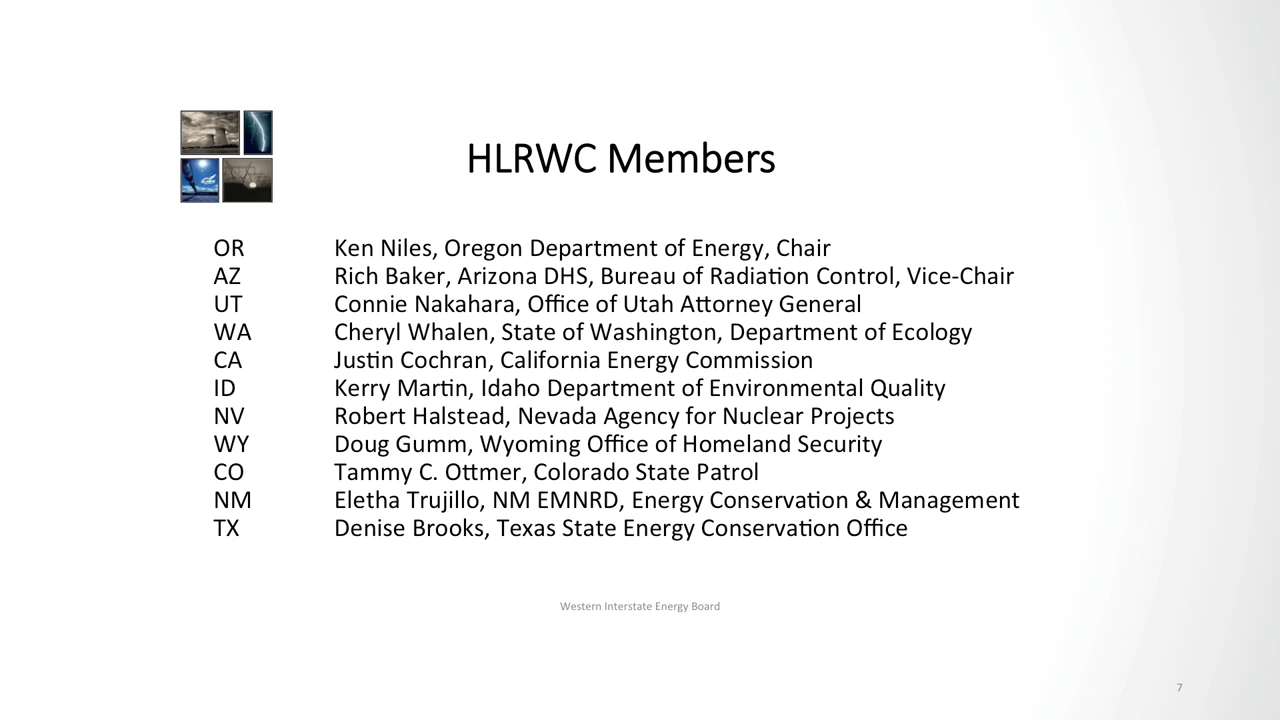 HLRWC Members
OR Ken Niles, Oregon Department of Energy, Chair
AZ Rich Baker, Arizona DHS, Bureau of Radiation Control, Vice-Chair
UT Connie Nakahara, Office of Utah Attorney General
WA Cheryl Whalen, State of Washington, Department of Ecology
CA Justin Cochran, California Energy Commission
ID Kerry Martin, Idaho Department of Environmental Quality
NV Robert Halstead, Nevada Agency for Nuclear Projects
WY Doug Gumm, Wyoming Office of Homeland Security
CO Tammy C. Ottmer, Colorado State Patrol
NM Eletha Trujillo, NM EMNRD, Energy Conservation & Management
TX Denise Brooks, Texas State Energy Conservation Office
Western Interstate Energy Board
7